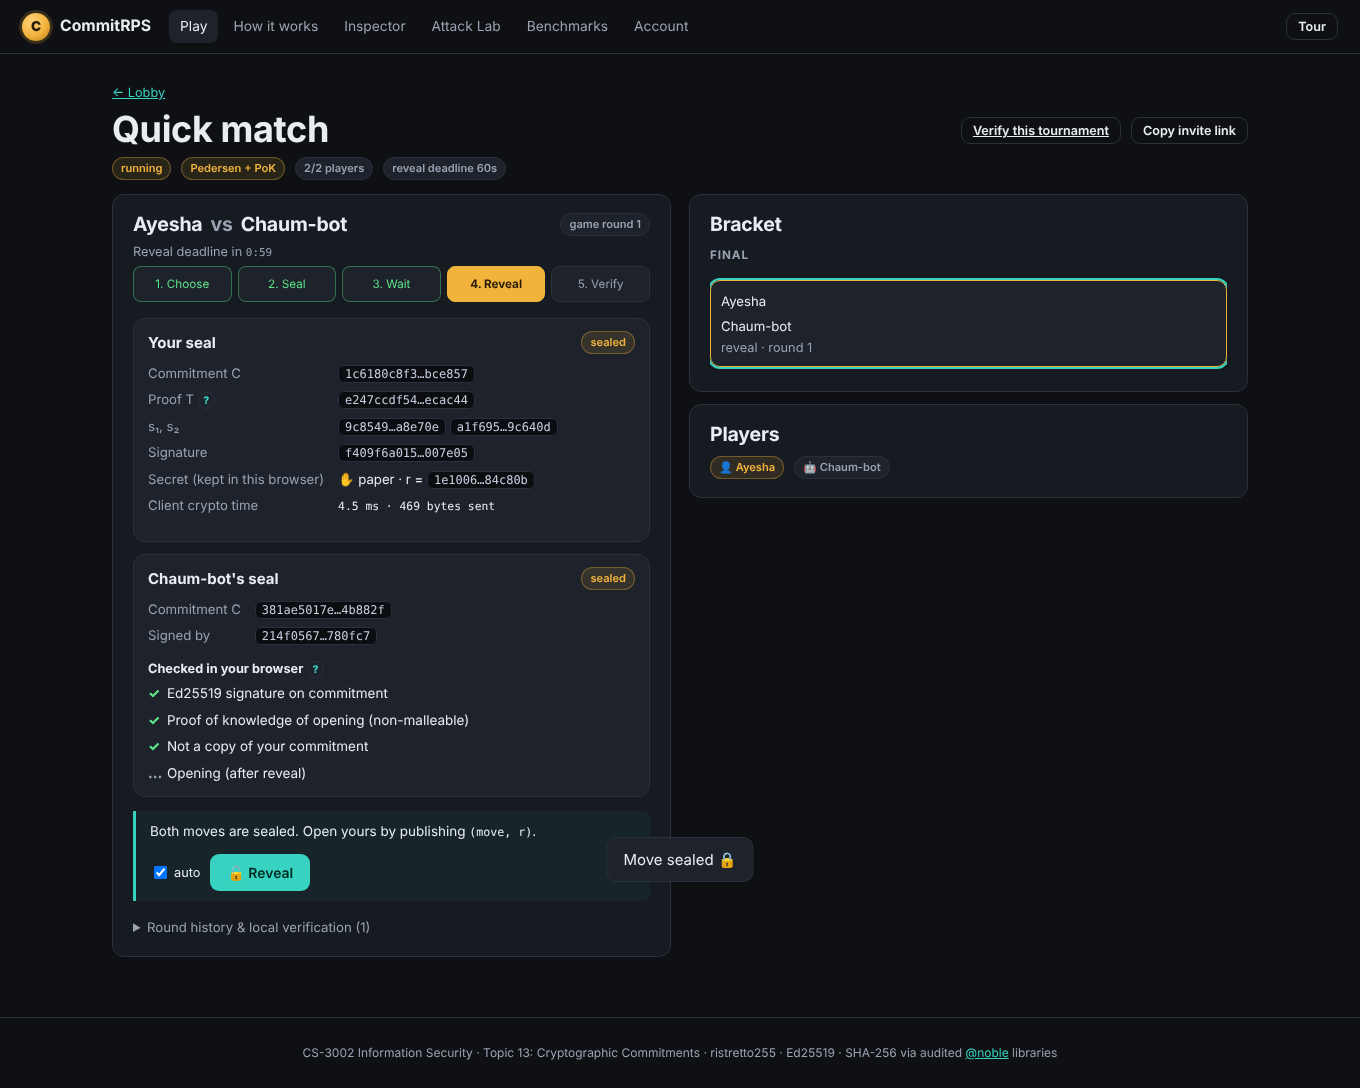 C CommitRPS Play How it works Inspector Attack Lab Benchmarks Account Tour
← Lobby
Quick match
Verify this tournament Copy invite link
running Pedersen + PoK 2/2 players reveal deadline 60s
Ayesha vs Chaum-bot game round 1
Reveal deadline in 0:59
1. Choose 2. Seal 3. Wait 4. Reveal 5. Verify
Your seal sealed
Commitment C 1c6180c8f3…bce857
Proof T ? e247ccdf54…ecac44
s₁, s₂ 9c8549…a8e70e a1f695…9c640d
Signature f409f6a015…007e05
Secret (kept in this browser) ✋ paper · r = 1e1006…84c80b
Client crypto time 4.5 ms · 469 bytes sent
Chaum-bot's seal sealed
Commitment C 381ae5017e…4b882f
Signed by 214f0567…780fc7
Checked in your browser ?
✓ Ed25519 signature on commitment
✓ Proof of knowledge of opening (non-malleable)
✓ Not a copy of your commitment
… Opening (after reveal)
Both moves are sealed. Open yours by publishing (move, r).
auto 🔓 Reveal
Move sealed 🔒
▶ Round history & local verification (1)
Bracket
FINAL
Ayesha
Chaum-bot
reveal · round 1
Players
👤 Ayesha 🤖 Chaum-bot
CS-3002 Information Security · Topic 13: Cryptographic Commitments · ristretto255 · Ed25519 · SHA-256 via audited @noble libraries